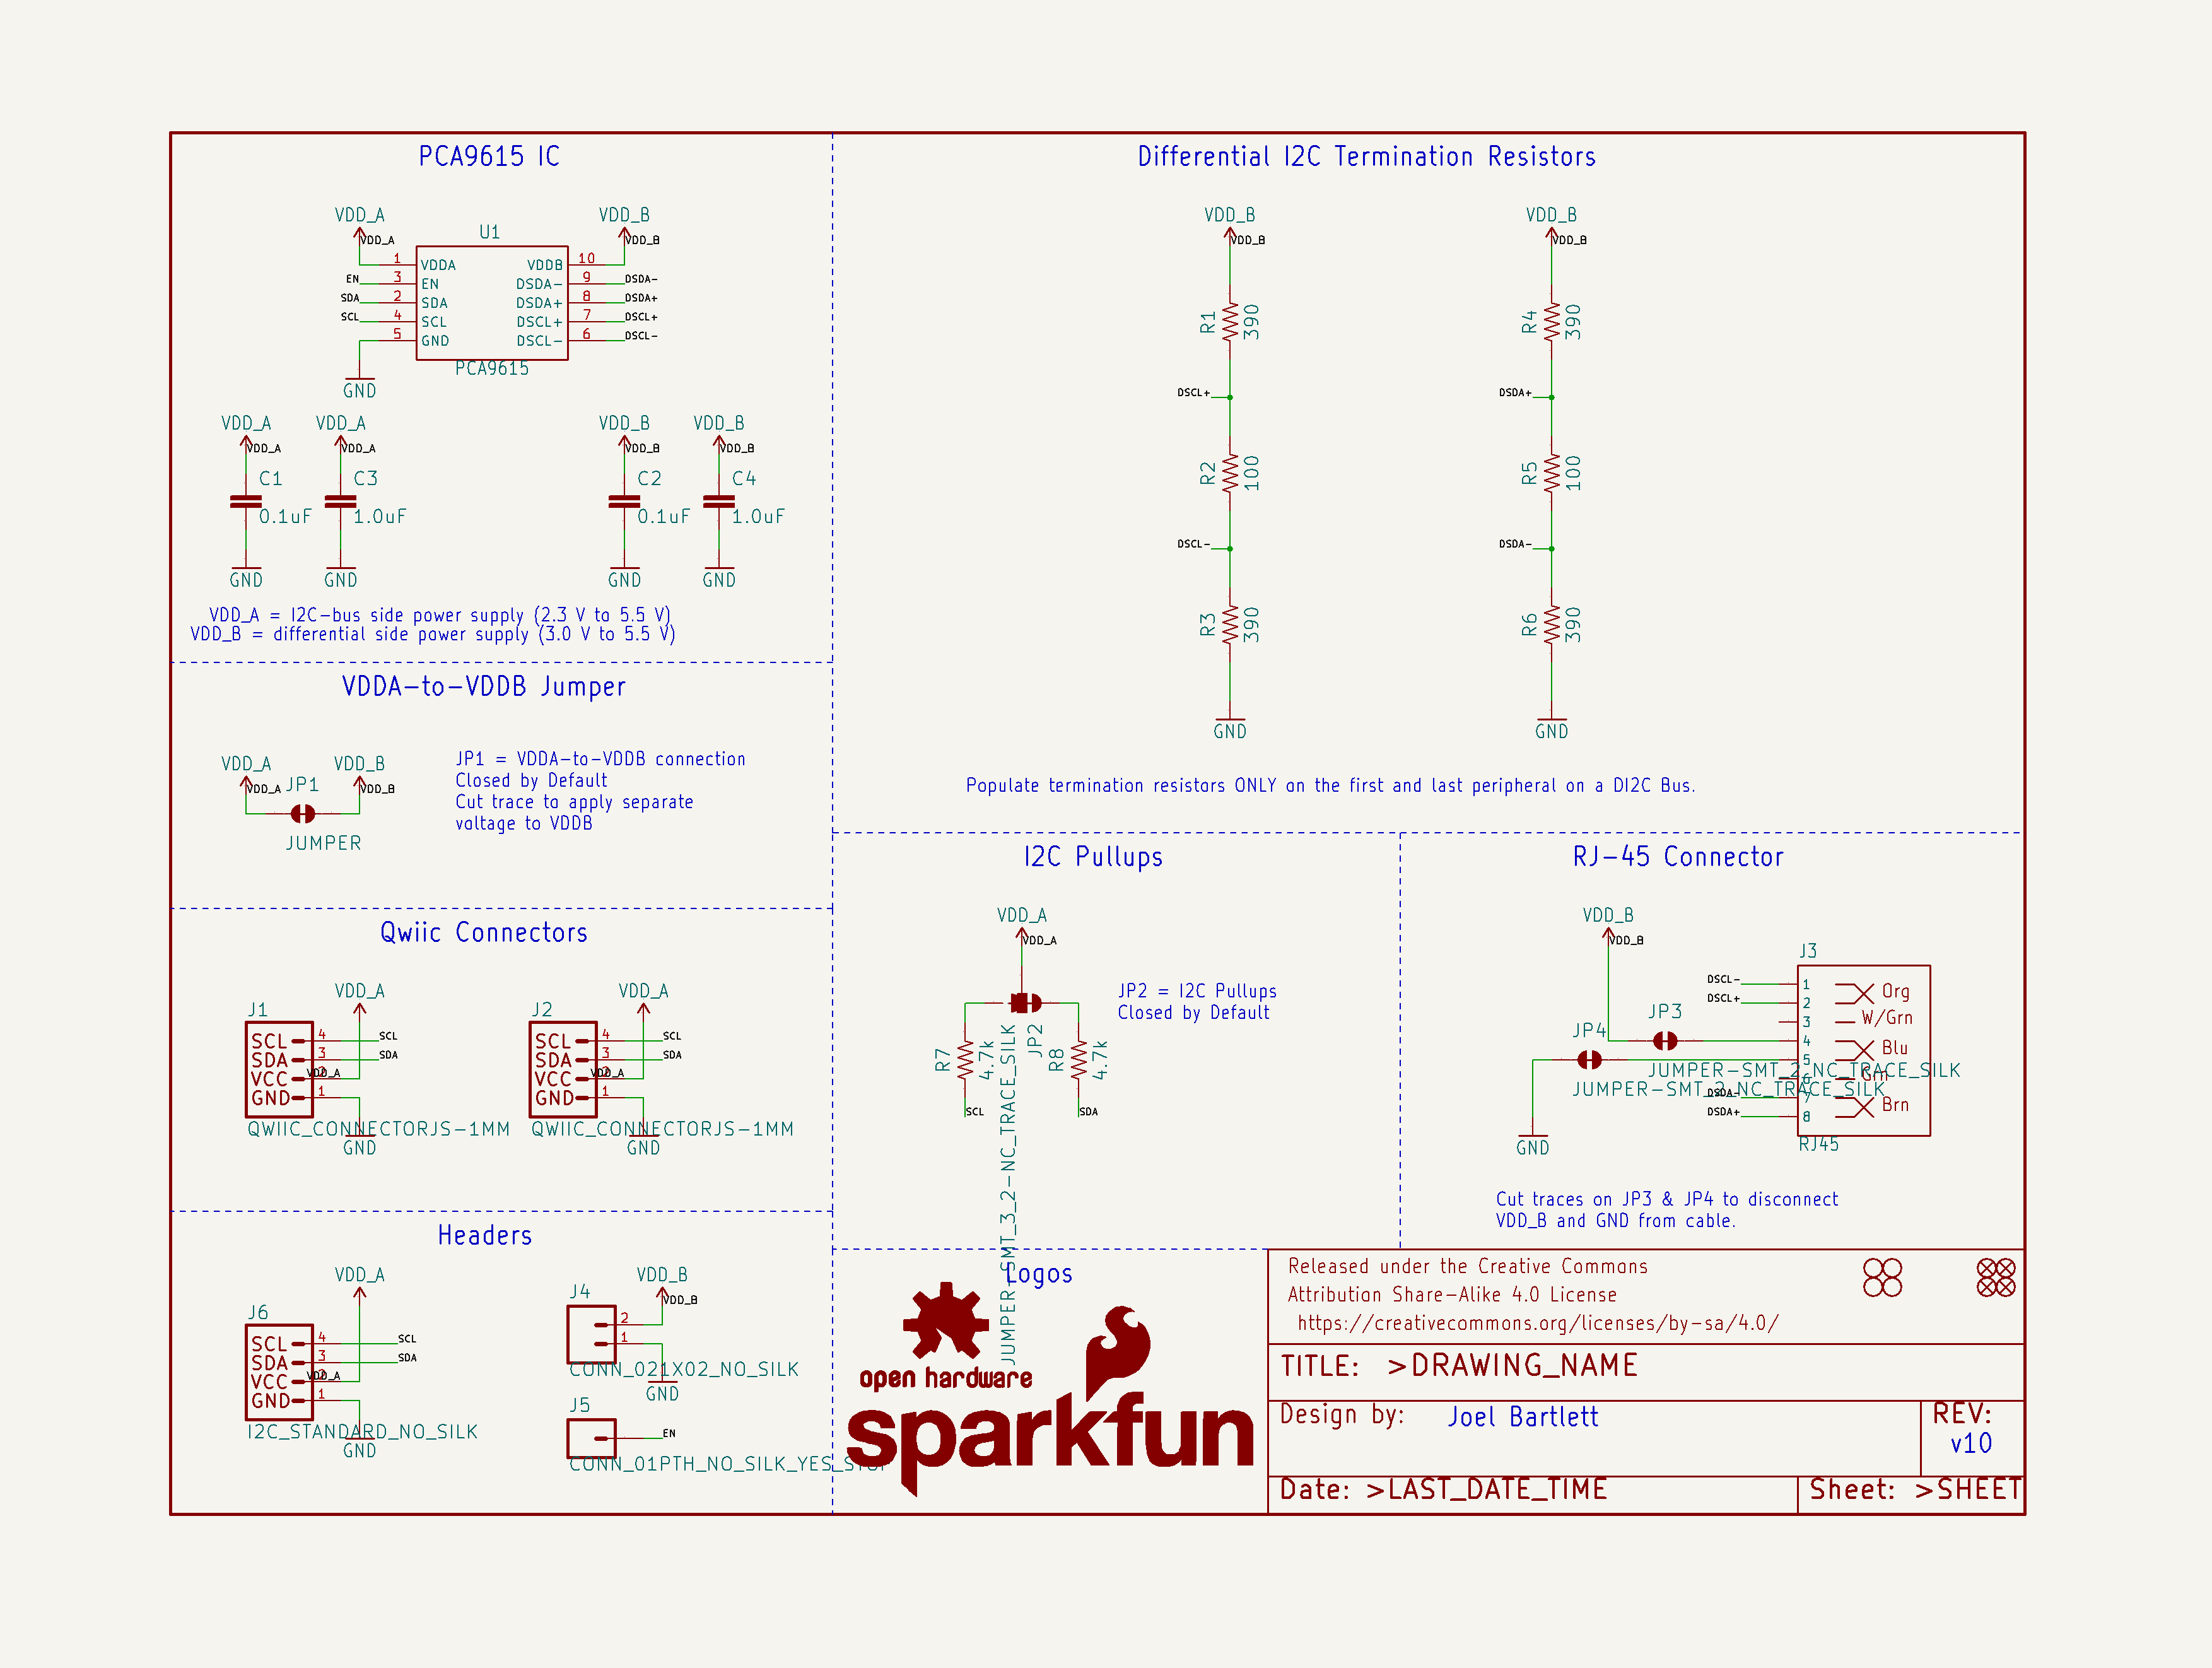 PCA9615 IC
VDD_A
VDD_A
U1
VDD_B
VDD_B
1 VDDA VDDB 10
EN 3 EN DSDA- 9 DSDA-
SDA 2 SDA DSDA+ 8 DSDA+
SCL 4 SCL DSCL+ 7 DSCL+
5 GND DSCL- 6 DSCL-
PCA9615
GND
VDD_A VDD_A VDD_B VDD_B
VDD_A VDD_A VDD_B VDD_B
C1 C3 C2 C4
0.1uF 1.0uF 0.1uF 1.0uF
GND GND GND GND
VDD_A = I2C-bus side power supply (2.3 V to 5.5 V)
VDD_B = differential side power supply (3.0 V to 5.5 V)
Differential I2C Termination Resistors
VDD_B VDD_B
VDD_B VDD_B
R1 390 R4 390
DSCL+ DSDA+
R2 100 R5 100
DSCL- DSDA-
R3 390 R6 390
GND GND
Populate termination resistors ONLY on the first and last peripheral on a DI2C Bus.
VDDA-to-VDDB Jumper
VDD_A VDD_B
VDD_A JP1 VDD_B
JUMPER
JP1 = VDDA-to-VDDB connection
Closed by Default
Cut trace to apply separate
voltage to VDDB
Qwiic Connectors
VDD_A VDD_A
J1 J2
SCL 4 SCL SCL 4 SCL
SDA 3 SDA SDA 3 SDA
VCC VDD_A VCC VDD_A
GND 1 GND 1
QWIIC_CONNECTORJS-1MM QWIIC_CONNECTORJS-1MM
GND GND
I2C Pullups
VDD_A
VDD_A
JP2 = I2C Pullups
Closed by Default
R7 4.7k JUMPER-SMT_3_2-NC_TRACE_SILK JP2 R8 4.7k
SCL SDA
RJ-45 Connector
VDD_B
VDD_B
J3
DSCL- 1 Org
DSCL+ 2
3 W/Grn
JP3
JP4 4 Blu
5
JUMPER-SMT_2_NC_TRACE_SILK
6 Grn
JUMPER-SMT_2_NC_TRACE_SILK
DSDA- 7 Brn
DSDA+ 8
RJ45
GND
Cut traces on JP3 & JP4 to disconnect
VDD_B and GND from cable.
Headers
VDD_A VDD_B
VDD_B
J6 J4
SCL 4 SCL 2
SDA 3 SDA 1
VCC VDD_A
GND 1
I2C_STANDARD_NO_SILK
GND
CONN_021X02_NO_SILK
GND
J5
EN
CONN_01PTH_NO_SILK_YES_STOP
Logos
open hardware
sparkfun
Released under the Creative Commons
Attribution Share-Alike 4.0 License
https://creativecommons.org/licenses/by-sa/4.0/
TITLE: >DRAWING_NAME
Design by: Joel Bartlett
REV:
v10
Date: >LAST_DATE_TIME
Sheet: >SHEET